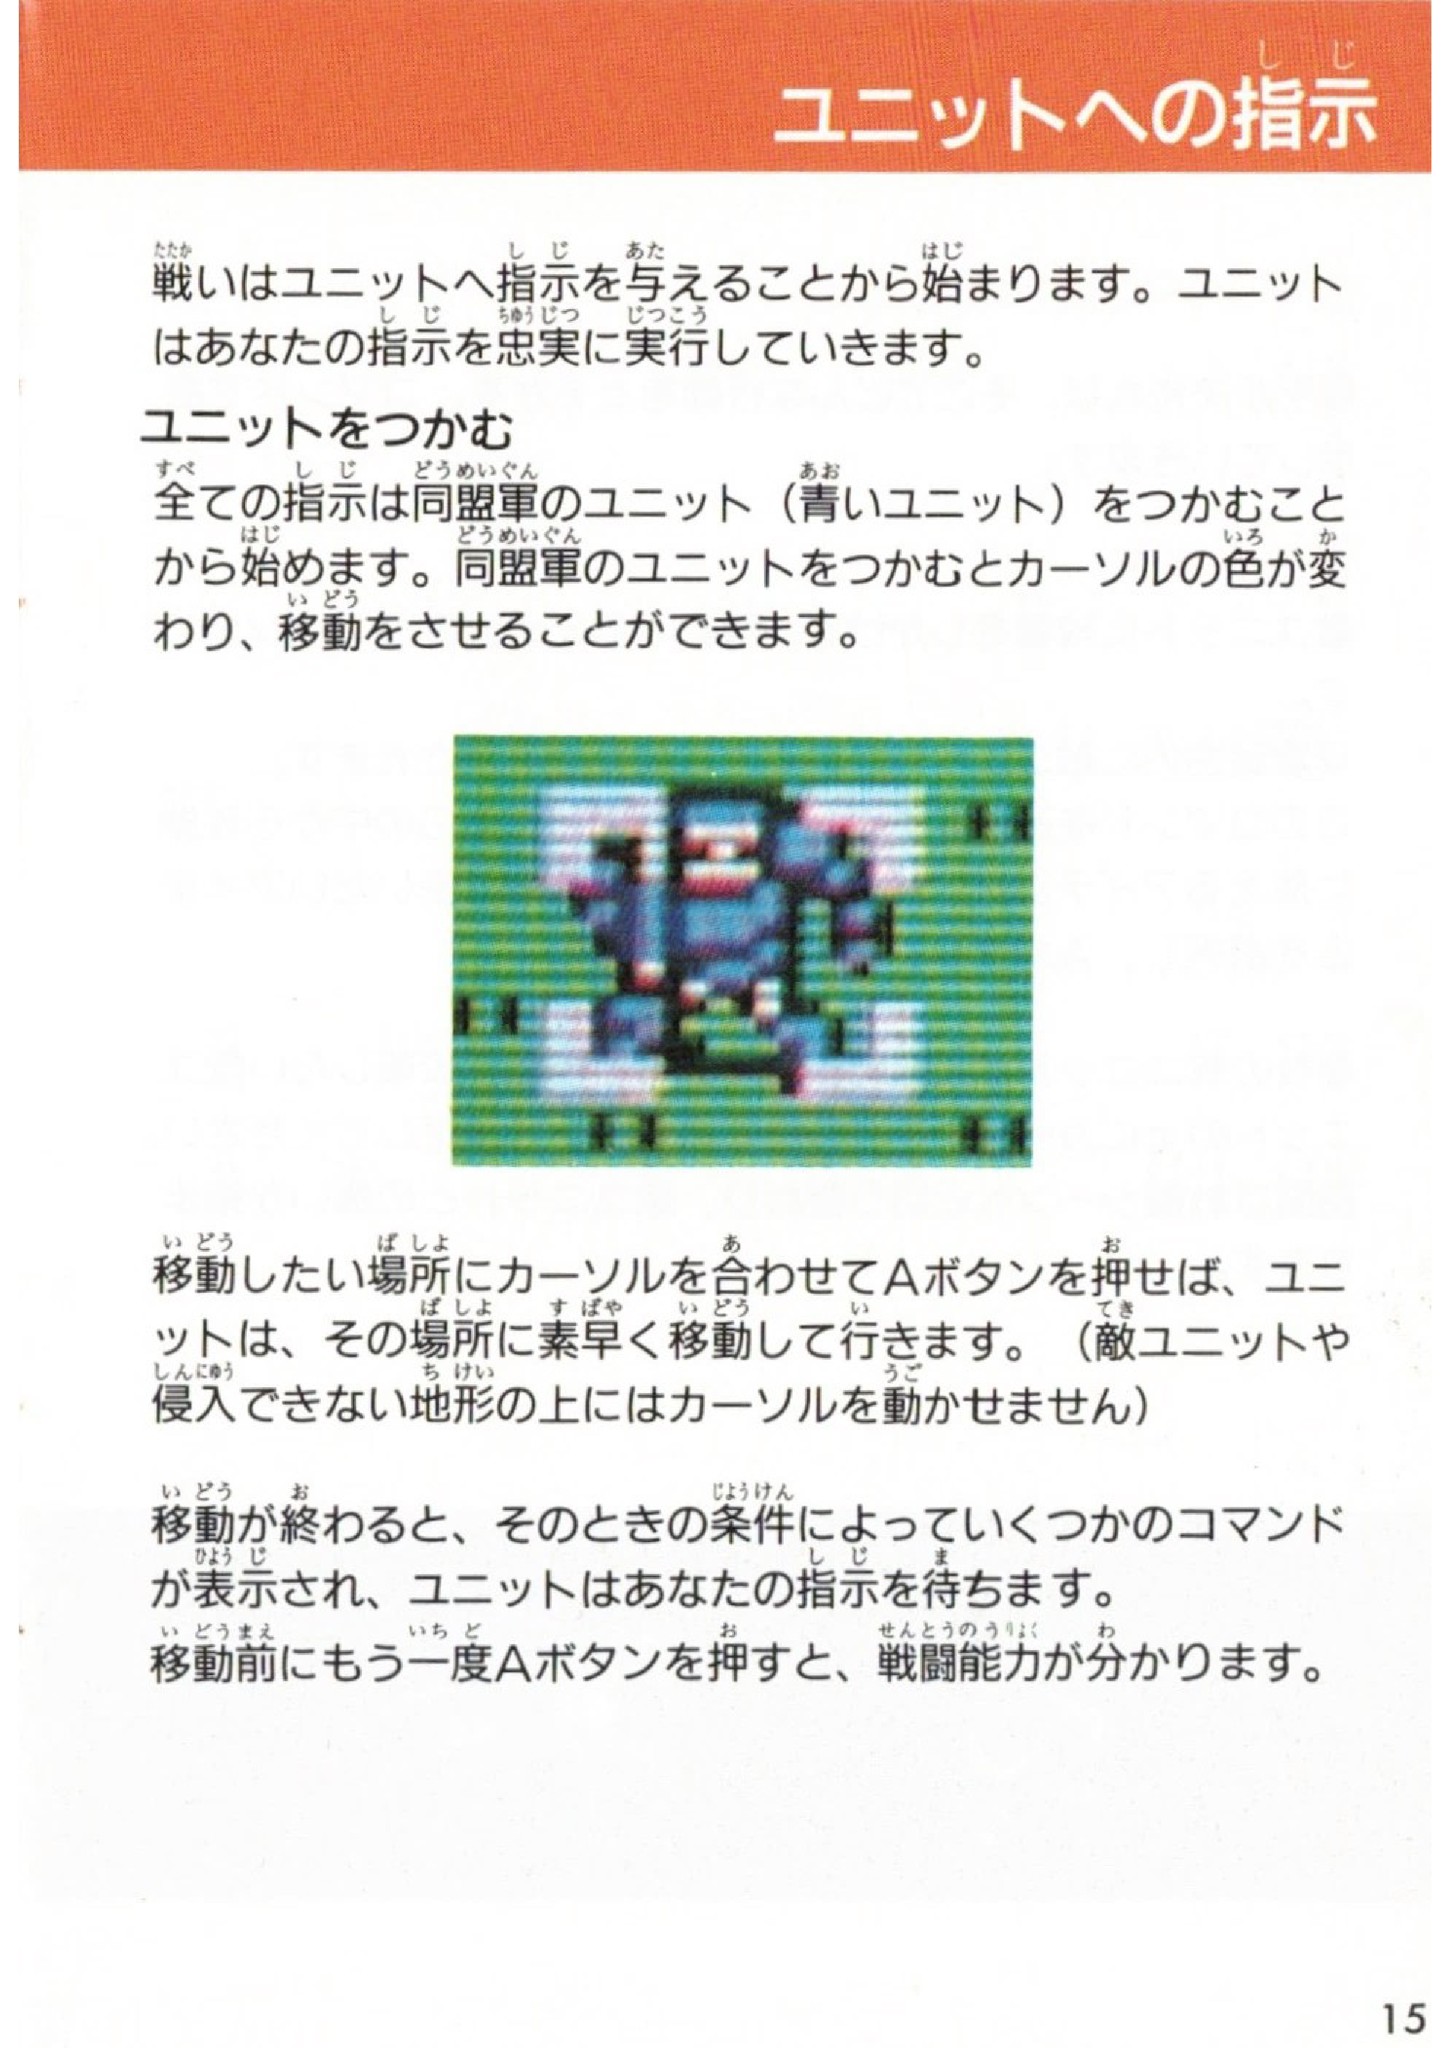 ユニットへの指示
戦いはユニットへ指示を与えることから始まります。ユニット
はあなたの指示を忠実に実行していきます。
ユニットをつかむ
全ての指示は同盟軍のユニット（青いユニット）をつかむこと
から始めます。同盟軍のユニットをつかむとカーソルの色が変
わり、移動をさせることができます。
移動したい場所にカーソルを合わせてAボタンを押せば、ユニ
ットは、その場所に素早く移動して行きます。（敵ユニットや
侵入できない地形の上にはカーソルを動かせません）
移動が終わると、そのときの条件によっていくつかのコマンド
が表示され、ユニットはあなたの指示を待ちます。
移動前にもう一度Aボタンを押すと、戦闘能力が分かります。
15